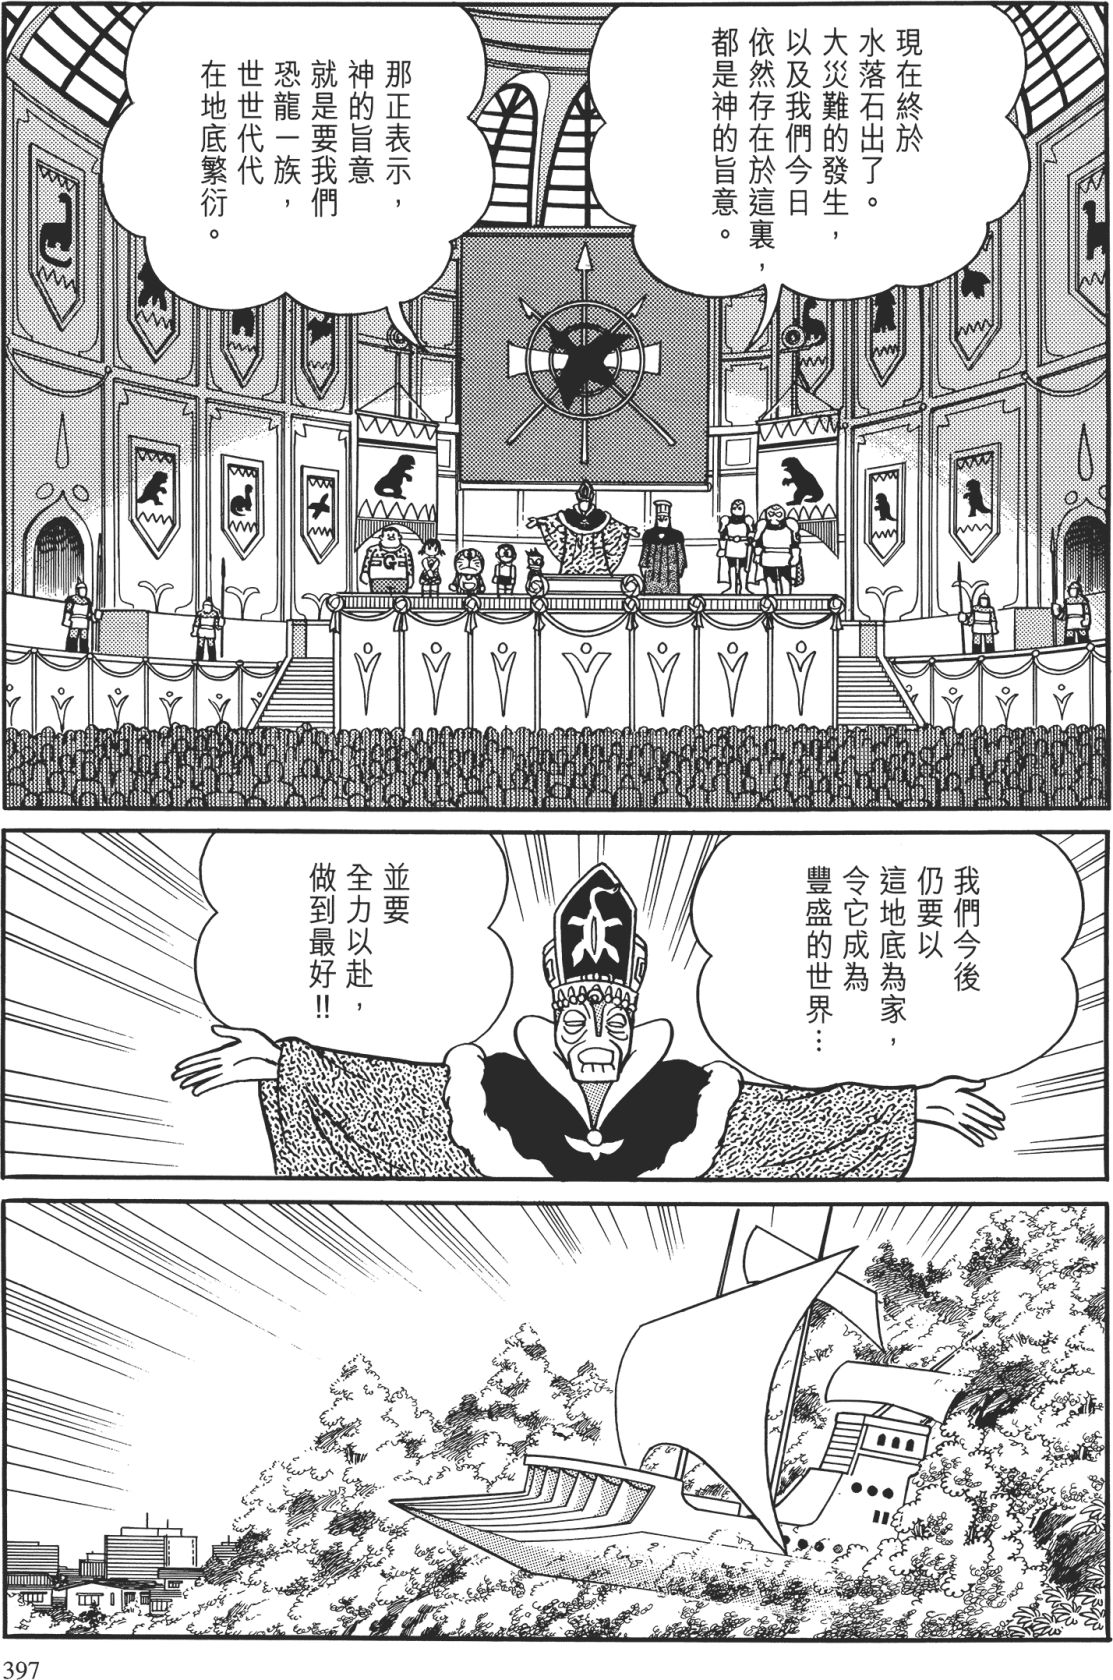 現在終於
水落石出了。
大災難的發生，
以及我們今日
依然存在於這裏，
都是神的旨意。
那正表示，
神的旨意
就是要我們
恐龍一族，
世世代代
在地底繁衍。
我們今後
仍要以
這地底為家，
令它成為
豐盛的世界…
並要
全力以赴，
做到最好!!
397